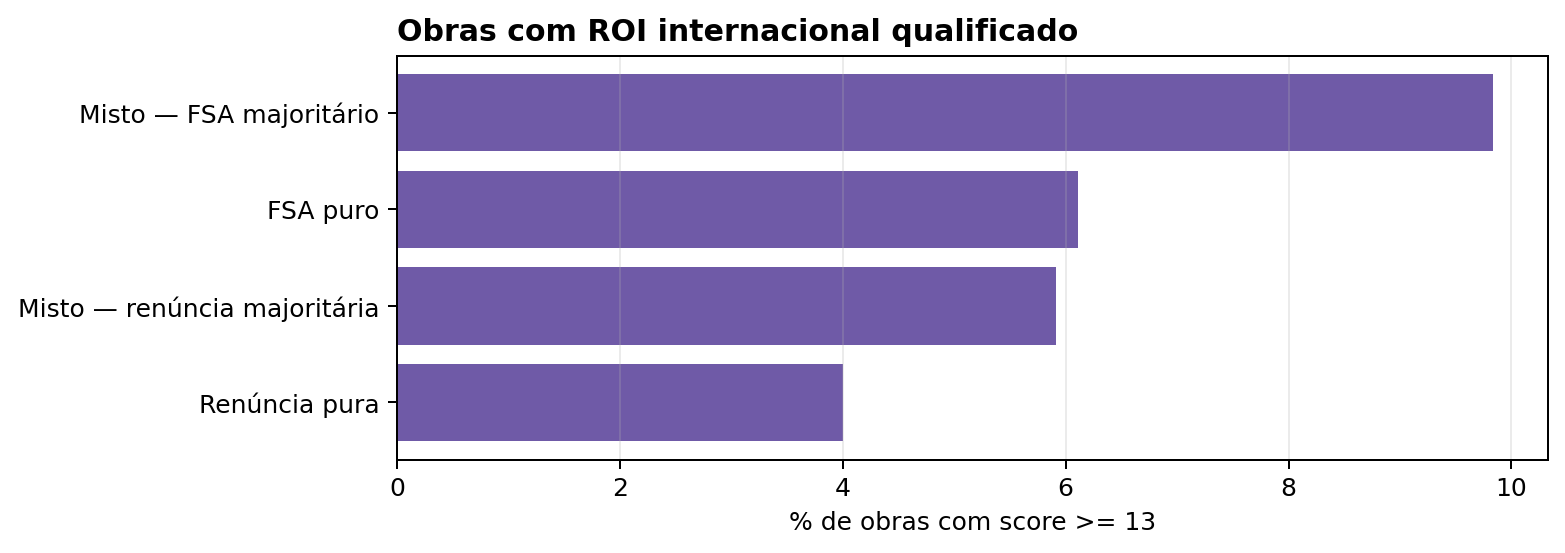 Obras com ROI internacional qualificado
Misto — FSA majoritário
FSA puro
Misto — renúncia majoritária
Renúncia pura
0 2 4 6 8 10
% de obras com score >= 13